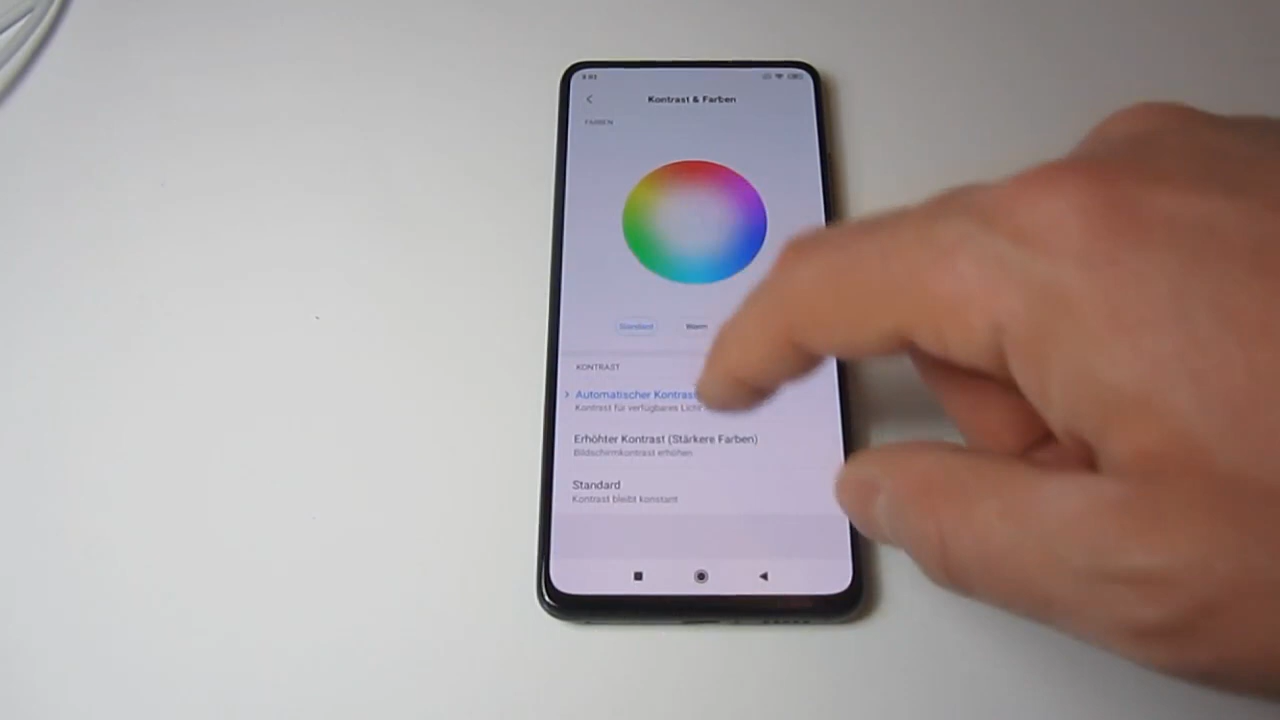 Kontrast & Farben
FARBEN
Standard Warm
KONTRAST
Automatischer Kontrast
Kontrast für verfügbares Licht
Erhöhter Kontrast (Stärkere Farben)
Bildschirmkontrast erhöhen
Standard
Kontrast bleibt konstant